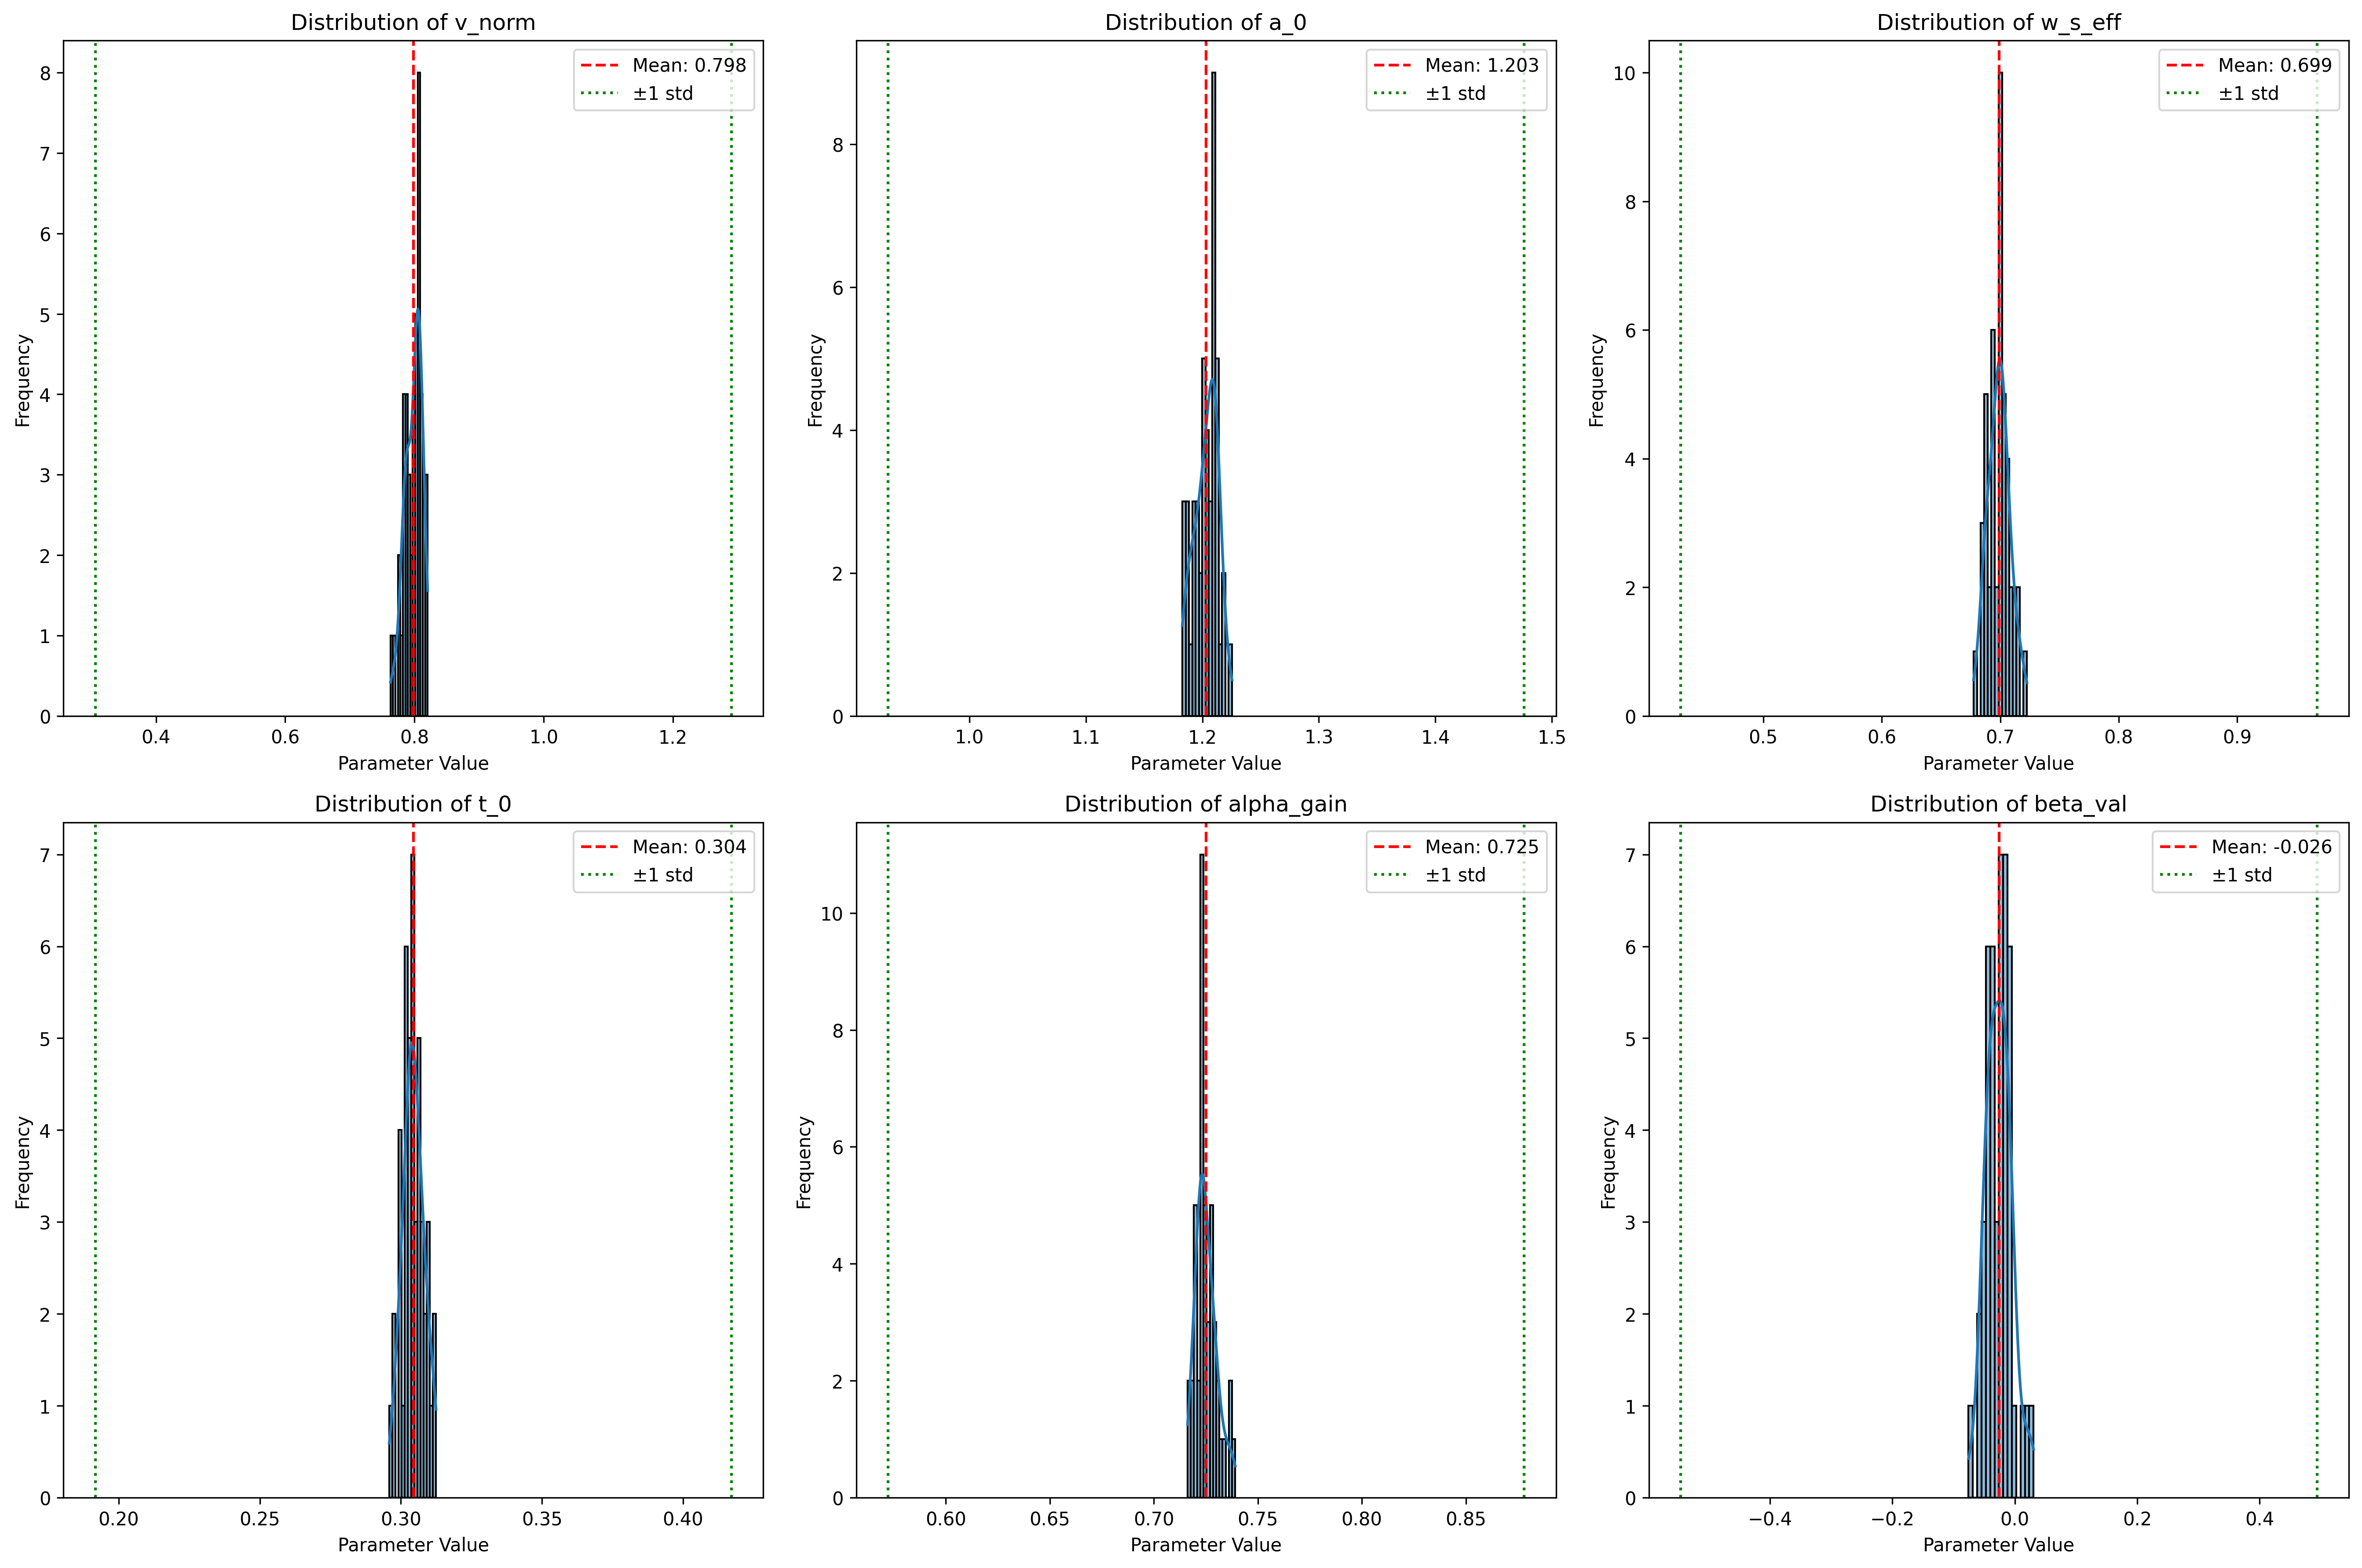 Distribution of v_norm
Mean: 0.798
±1 std
Frequency
8
7
6
5
4
3
2
1
0
0.4 0.6 0.8 1.0 1.2
Parameter Value
Distribution of a_0
Mean: 1.203
±1 std
Frequency
8
6
4
2
0
1.0 1.1 1.2 1.3 1.4 1.5
Parameter Value
Distribution of w_s_eff
Mean: 0.699
±1 std
Frequency
10
8
6
4
2
0
0.5 0.6 0.7 0.8 0.9
Parameter Value
Distribution of t_0
Mean: 0.304
±1 std
Frequency
7
6
5
4
3
2
1
0
0.20 0.25 0.30 0.35 0.40
Parameter Value
Distribution of alpha_gain
Mean: 0.725
±1 std
Frequency
10
8
6
4
2
0
0.60 0.65 0.70 0.75 0.80 0.85
Parameter Value
Distribution of beta_val
Mean: -0.026
±1 std
Frequency
7
6
5
4
3
2
1
0
−0.4 −0.2 0.0 0.2 0.4
Parameter Value